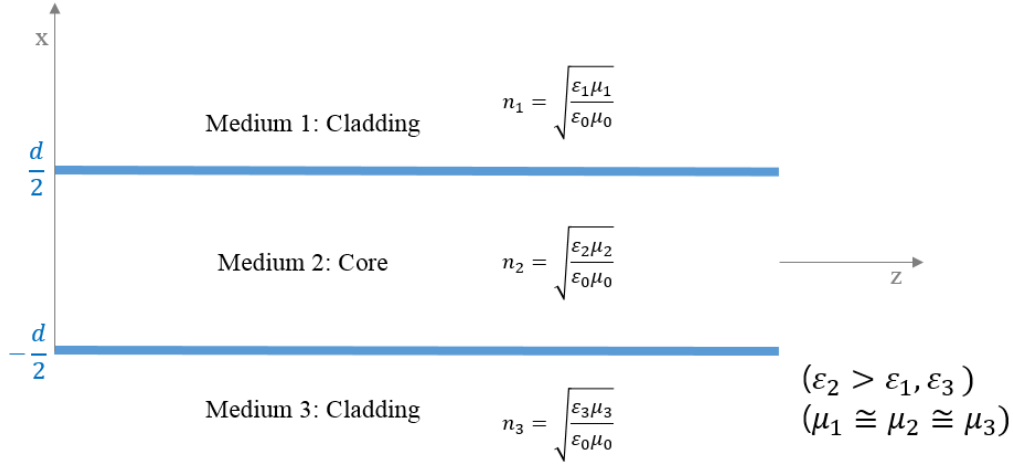 x
Medium 1: Cladding
n₁ = √(ε₁μ₁/ε₀μ₀)
d/2
Medium 2: Core
n₂ = √(ε₂μ₂/ε₀μ₀)
z
−d/2
Medium 3: Cladding
n₃ = √(ε₃μ₃/ε₀μ₀)
(ε₂ > ε₁, ε₃ )
(μ₁ ≅ μ₂ ≅ μ₃)